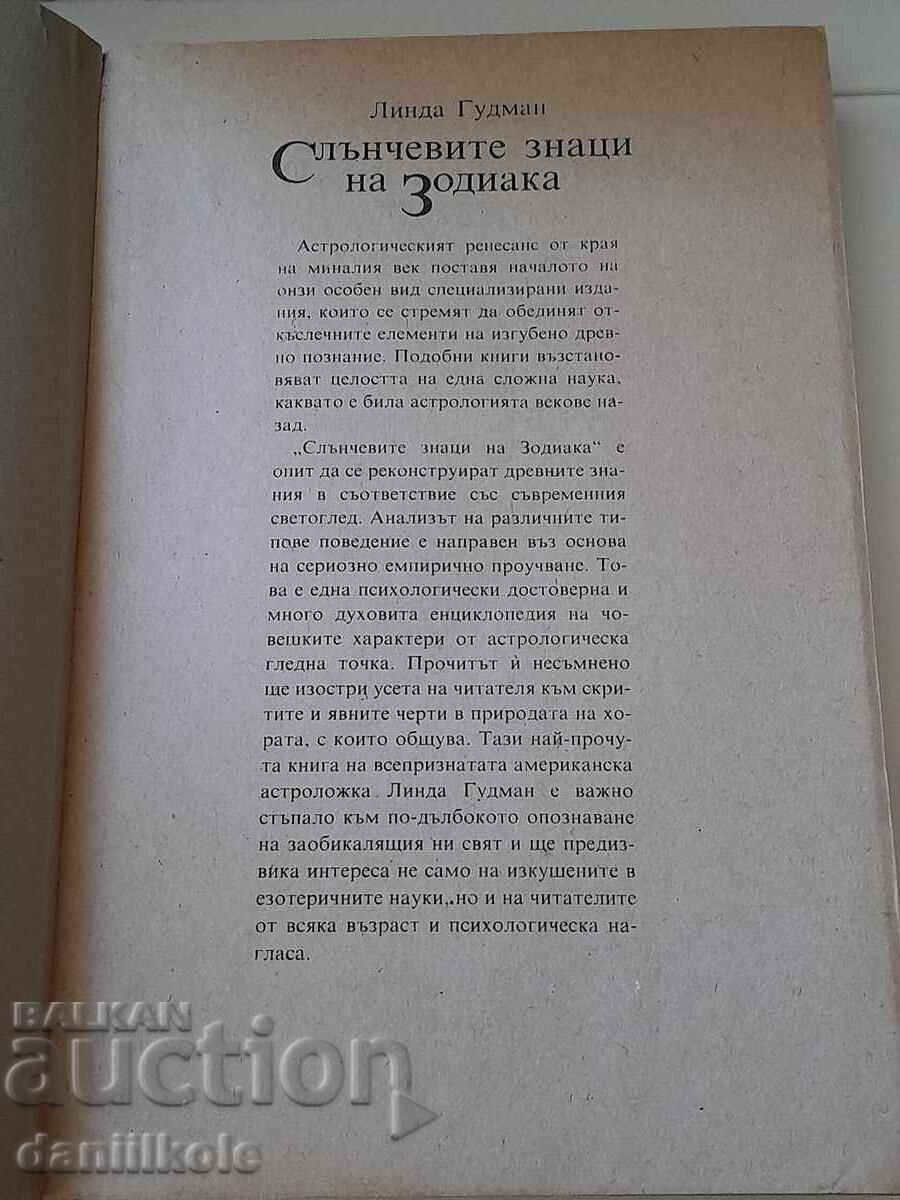 Линда Гудман
Слънчевите знаци
на Зодиака
Астрологическият ренесанс от края
на миналия век поставя началото на
онзи особен вид специализирани изда-
ния, които се стремят да обединят от-
къслечните елементи на изгубено древ-
но познание. Подобни книги възстано-
вяват целостта на една сложна наука,
каквато е била астрологията векове на-
зад.
„Слънчевите знаци на Зодиака“ е
опит да се реконструират древните зна-
ния в съответствие със съвременния
светоглед. Анализът на различните ти-
пове поведение е направен въз основа
на сериозно емпирично проучване. То-
ва е една психологически достоверна и
много духовита енциклопедия на чо-
вешките характери от астрологическа
гледна точка. Прочитът ѝ несъмнено
ще изостри усета на читателя към скри-
тите и явните черти в природата на хо-
рата, с които общува. Тази най-прочу-
та книга на всепризнатата американска
астроложка Линда Гудман е важно
стъпало към по-дълбокото опознаване
на заобикалящия ни свят и ще предиз-
вика интереса не само на изкушените в
езотеричните науки, но и на читателите
от всяка възраст и психологическа на-
гласа.
BALKAN
auction
daniilkole